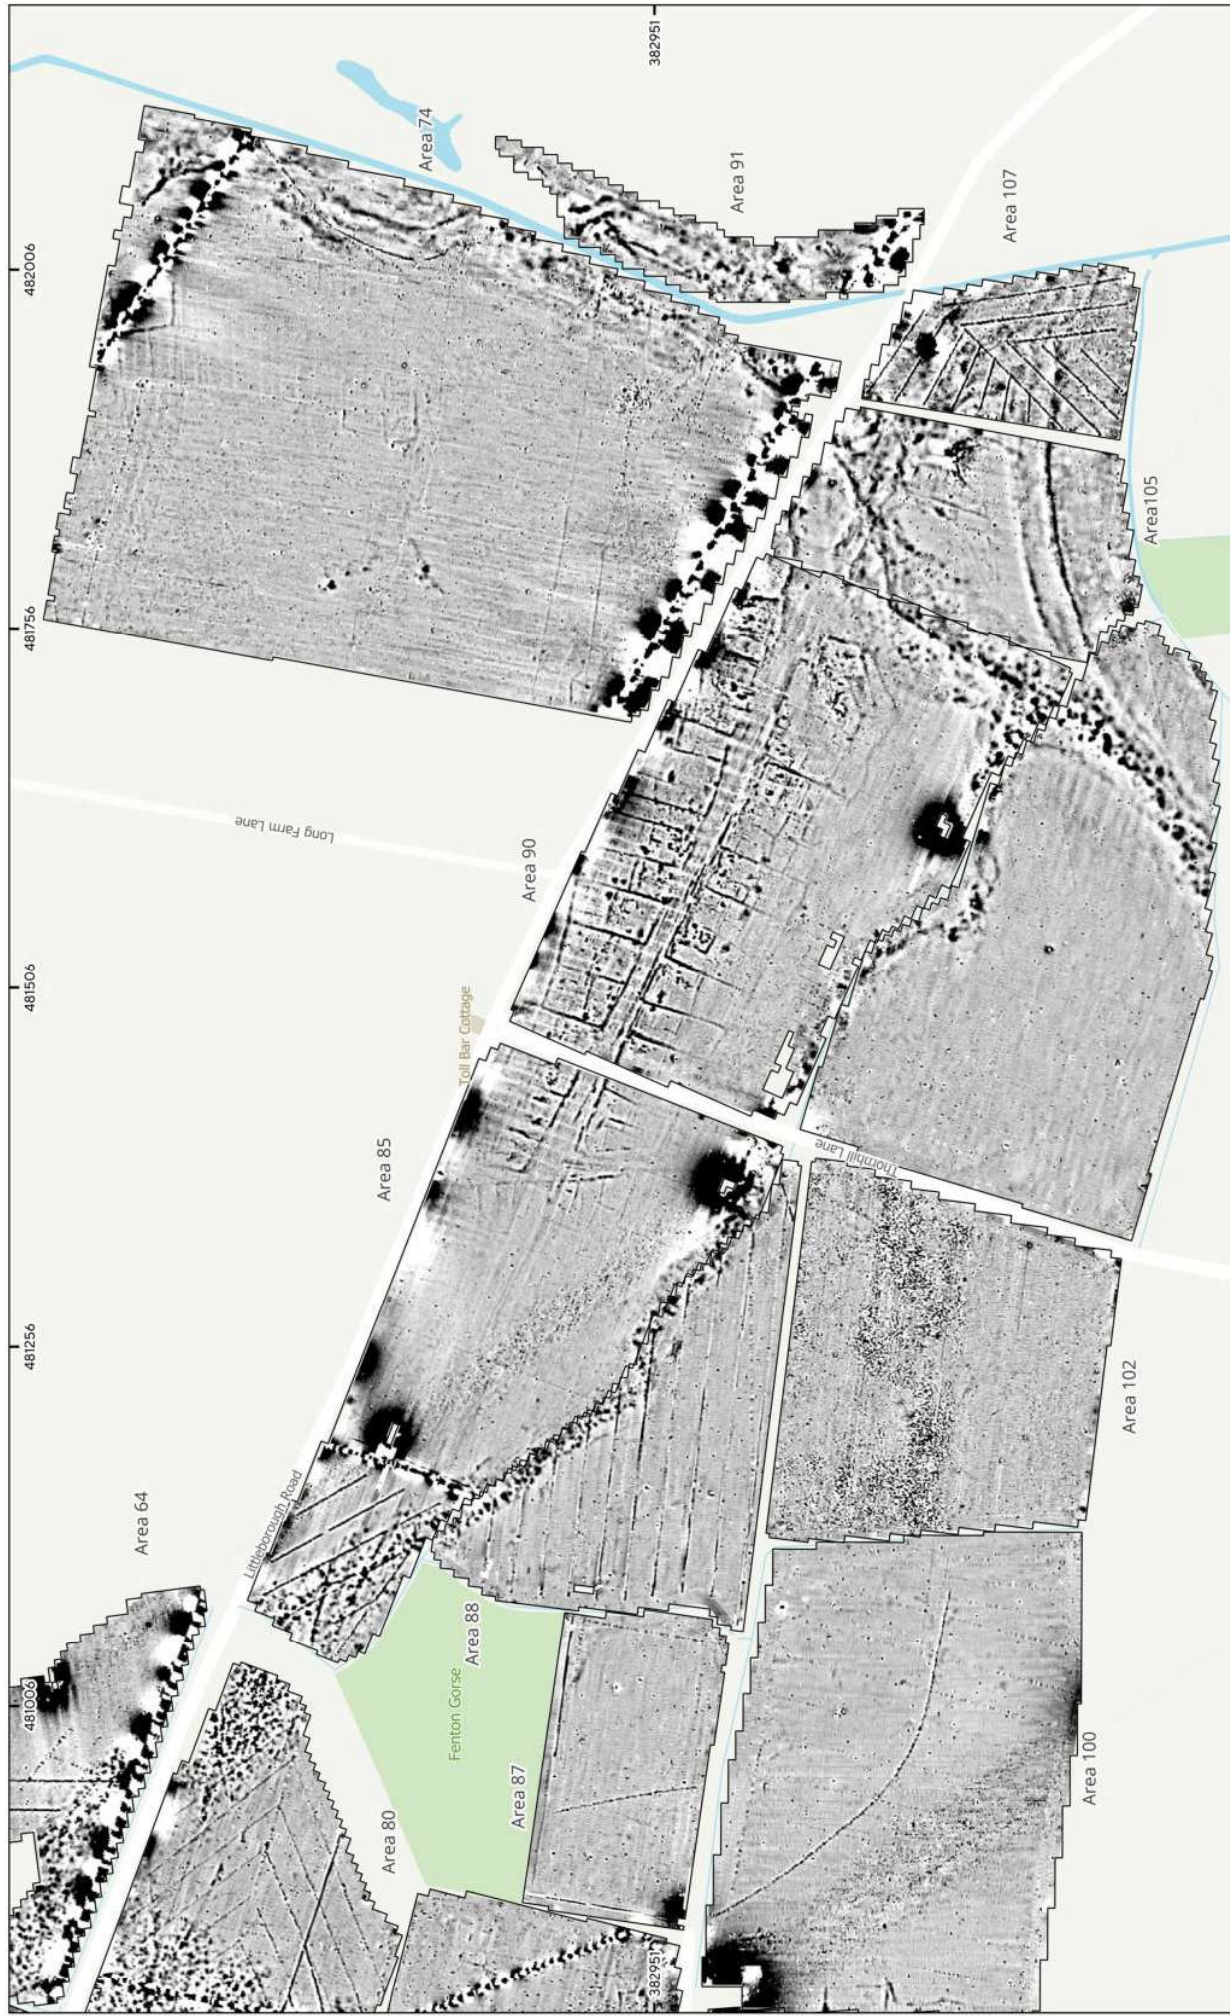 382951
482006
481756
481506
481256
481006
382951
Area 74
Area 91
Area 107
Area105
Long Farm Lane
Area 90
Toll Bar Cottage
Area 85
Thornhill Lane
Area 102
Littleborough Road
Area 64
Area 88
Fenton Gorse
Area 87
Area 80
Area 100